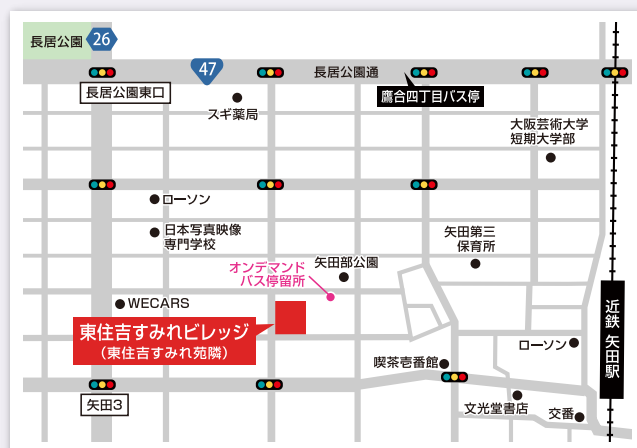 長居公園
26
47
長居公園通
長居公園東口
鷹合四丁目バス停
スギ薬局
大阪芸術大学
短期大学部
ローソン
日本写真映像
専門学校
矢田第三
保育所
オンデマンド
バス停留所
矢田部公園
WECARS
東住吉すみれビレッジ
(東住吉すみれ苑隣)
近鉄 矢田駅
ローソン
喫茶壱番館
矢田3
文光堂書店
交番